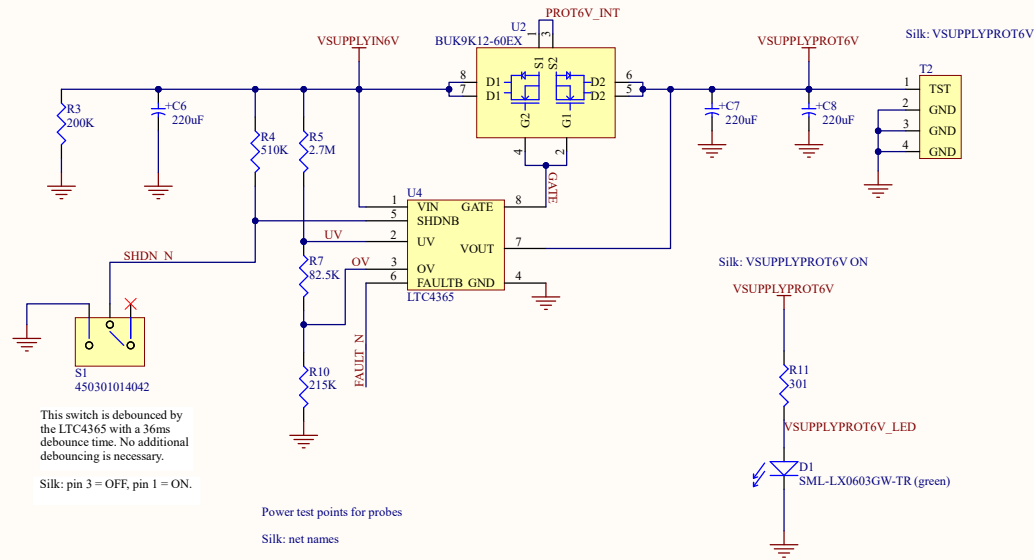 PROT6V_INT
U2
BUK9K12-60EX
VSUPPLYIN6V
VSUPPLYPROT6V
Silk: VSUPPLYPROT6V
1
3
S1
S2
8
7
D1
D1
D2
D2
6
5
G2
G1
4
2
GATE
T2
1
TST
2
GND
3
GND
4
GND
R3
200K
+C6
220uF
R4
510K
R5
2.7M
+C7
220uF
+C8
220uF
U4
1
VIN
GATE
8
5
SHDNB
2
UV
VOUT
7
3
OV
6
FAULTB
GND
4
LTC4365
UV
OV
SHDN_N
R7
82.5K
FAULT_N
R10
215K
S1
450301014042
This switch is debounced by
the LTC4365 with a 36ms
debounce time. No additional
debouncing is necessary.
Silk: pin 3 = OFF, pin 1 = ON.
Power test points for probes
Silk: net names
Silk: VSUPPLYPROT6V ON
VSUPPLYPROT6V
R11
301
VSUPPLYPROT6V_LED
D1
SML-LX0603GW-TR (green)